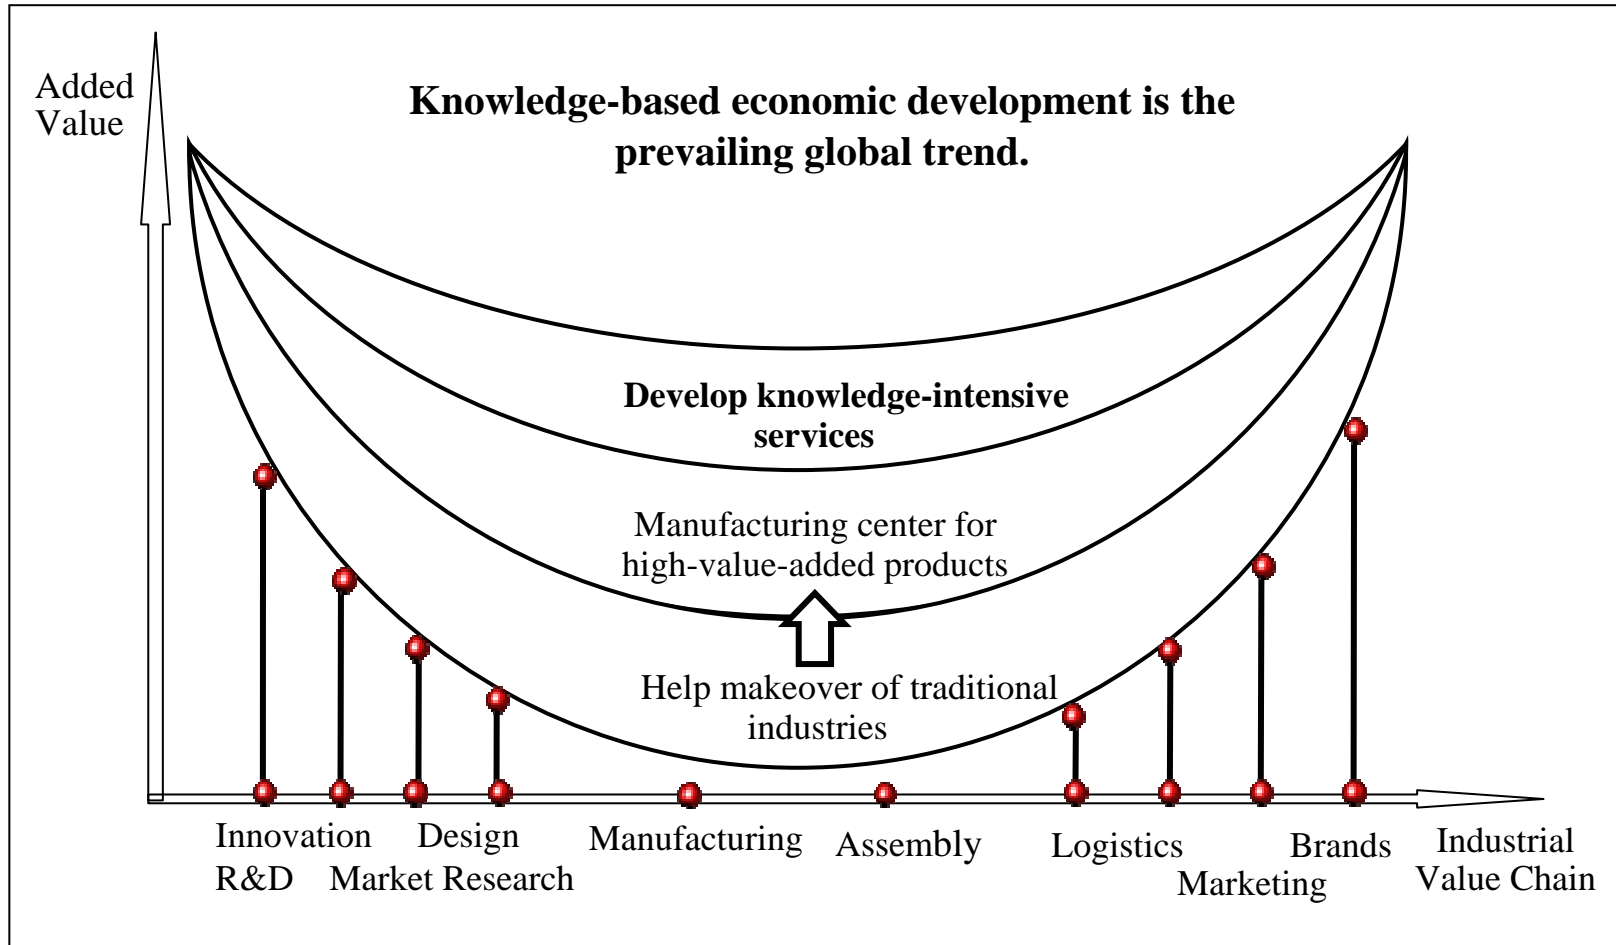 Added
Value
Knowledge-based economic development is the
prevailing global trend.
Develop knowledge-intensive
services
Manufacturing center for
high-value-added products
Help makeover of traditional
industries
Innovation
R&D
Design
Market Research
Manufacturing
Assembly
Logistics
Marketing
Brands
Industrial
Value Chain